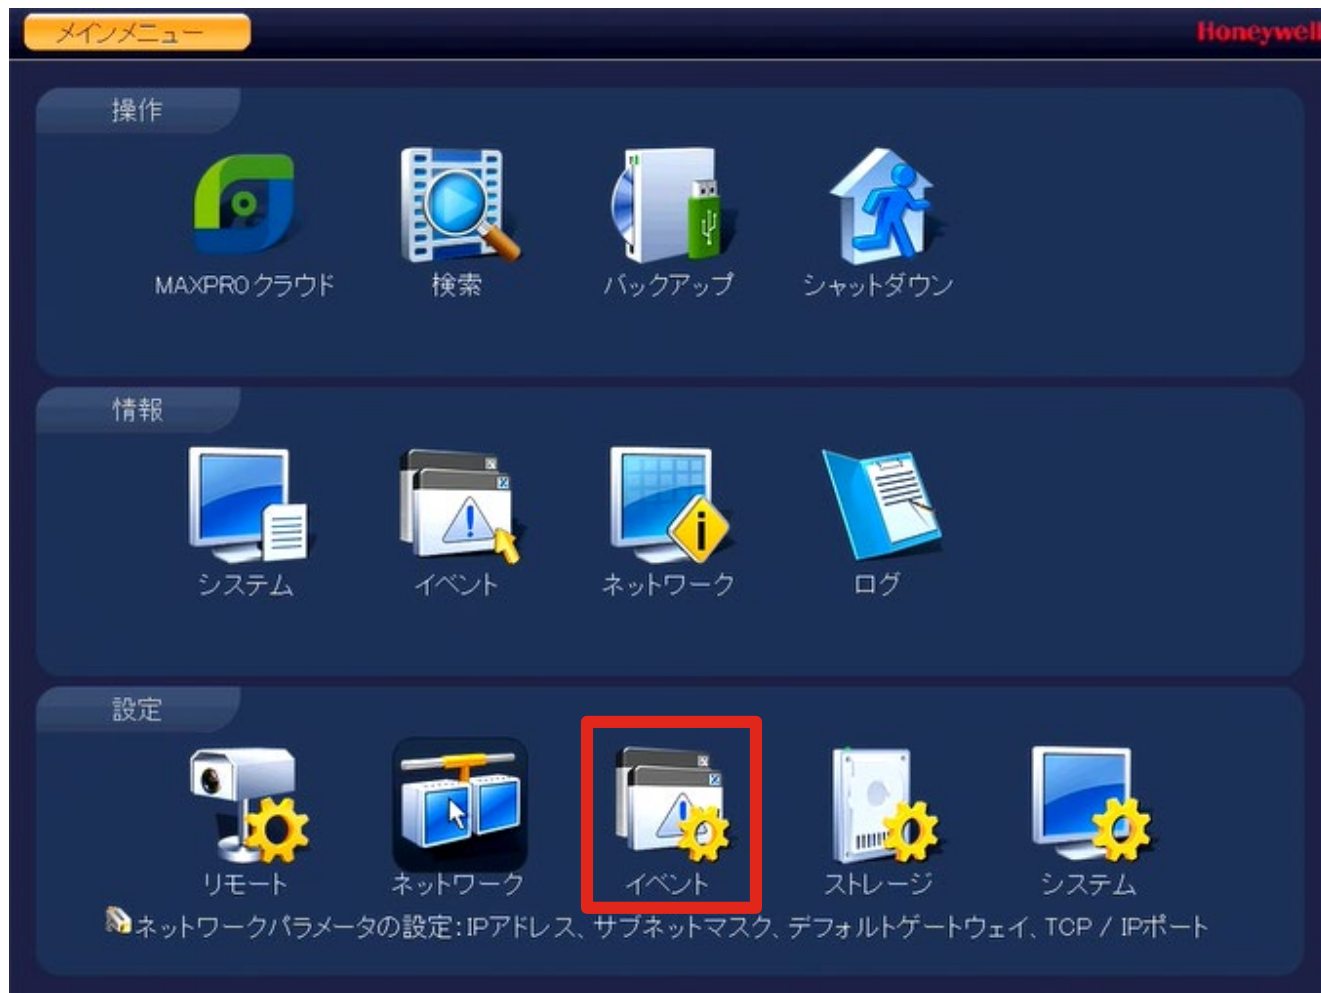 メインメニュー
Honeywell
操作
MAXPROクラウド
検索
バックアップ
シャットダウン
情報
システム
イベント
ネットワーク
ログ
設定
リモート
ネットワーク
イベント
ストレージ
システム
ネットワークパラメータの設定:IPアドレス、サブネットマスク、デフォルトゲートウェイ、TCP / IPポート